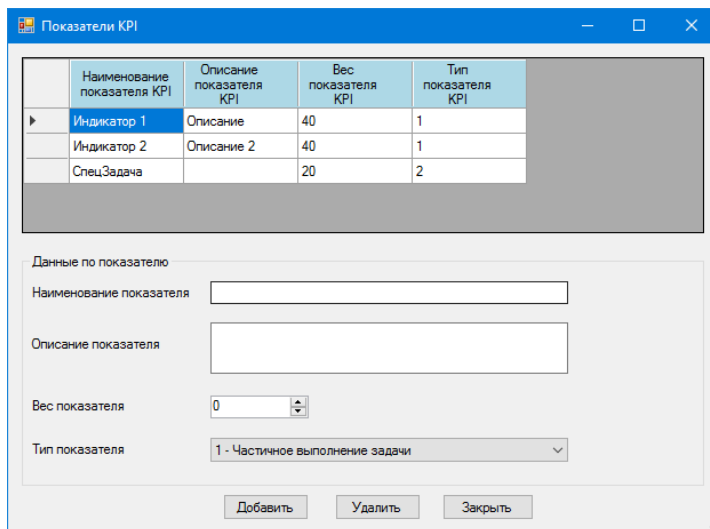 Показатели KPI
Наименование показателя KPI Описание показателя KPI Вес показателя KPI Тип показателя KPI
Индикатор 1 Описание 40 1
Индикатор 2 Описание 2 40 1
СпецЗадача 20 2
Данные по показателю
Наименование показателя
Описание показателя
Вес показателя 0
Тип показателя 1 - Частичное выполнение задачи
Добавить Удалить Закрыть